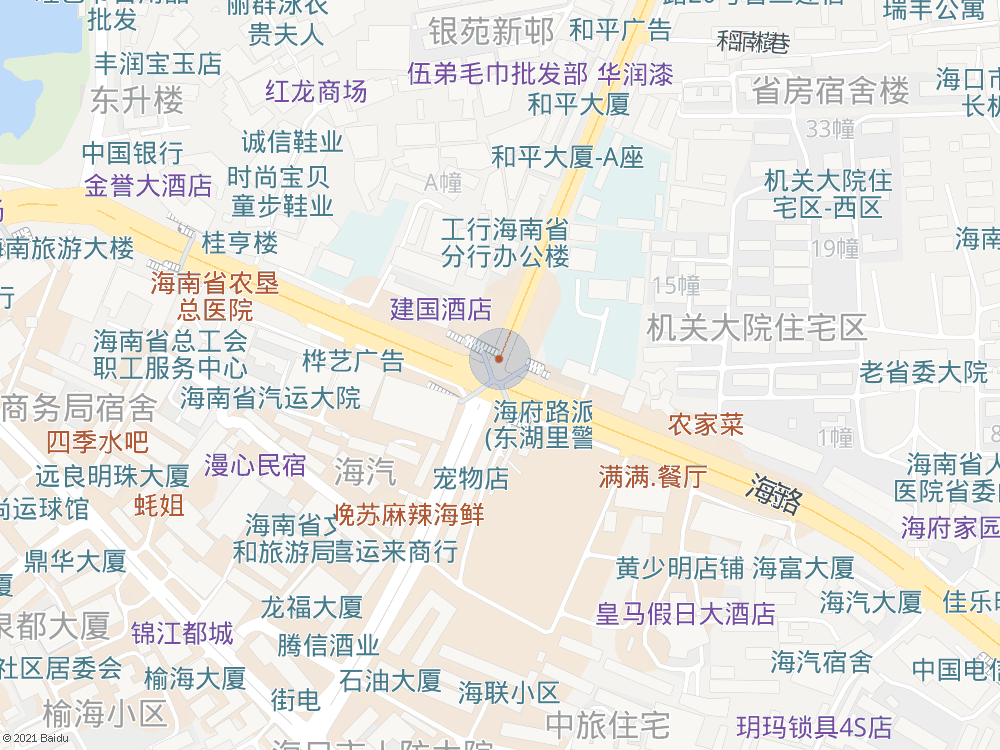 批发
丽群泳衣
贵夫人
银苑新邨
和平广告
瑞丰公寓
丰润宝玉店
伍弟毛巾批发部
华润漆
东升楼
红龙商场
和平大厦
省房宿舍楼
海口市
33幢
诚信鞋业
中国银行
和平大厦-A座
时尚宝贝
童步鞋业
A幢
机关大院住
宅区-西区
金誉大酒店
工行海南省
分行办公楼
桂亨楼
海南旅游大楼
19幢
海南
海南省农垦
总医院
15幢
建国酒店
机关大院住宅区
海南省总工会
职工服务中心
桦艺广告
老省委大院
海南省汽运大院
商务局宿舍
海府路派
(东湖里警
农家菜
四季水吧
1幢
漫心民宿
海汽
远良明珠大厦
宠物店
满满.餐厅
海南省人
医院省委
海府路
蚝姐
尚运球馆
晚苏麻辣海鲜
海南省文
和旅游局
喜运来商行
海府家园
鼎华大厦
黄少明店铺
海富大厦
龙福大厦
皇马假日大酒店
海汽大厦
泉都大厦
锦江都城
腾信酒业
社区居委会
榆海大厦
石油大厦
海联小区
海汽宿舍
中国电信
街电
榆海小区
中旅住宅
玥玛锁具4S店
© 2021 Baidu